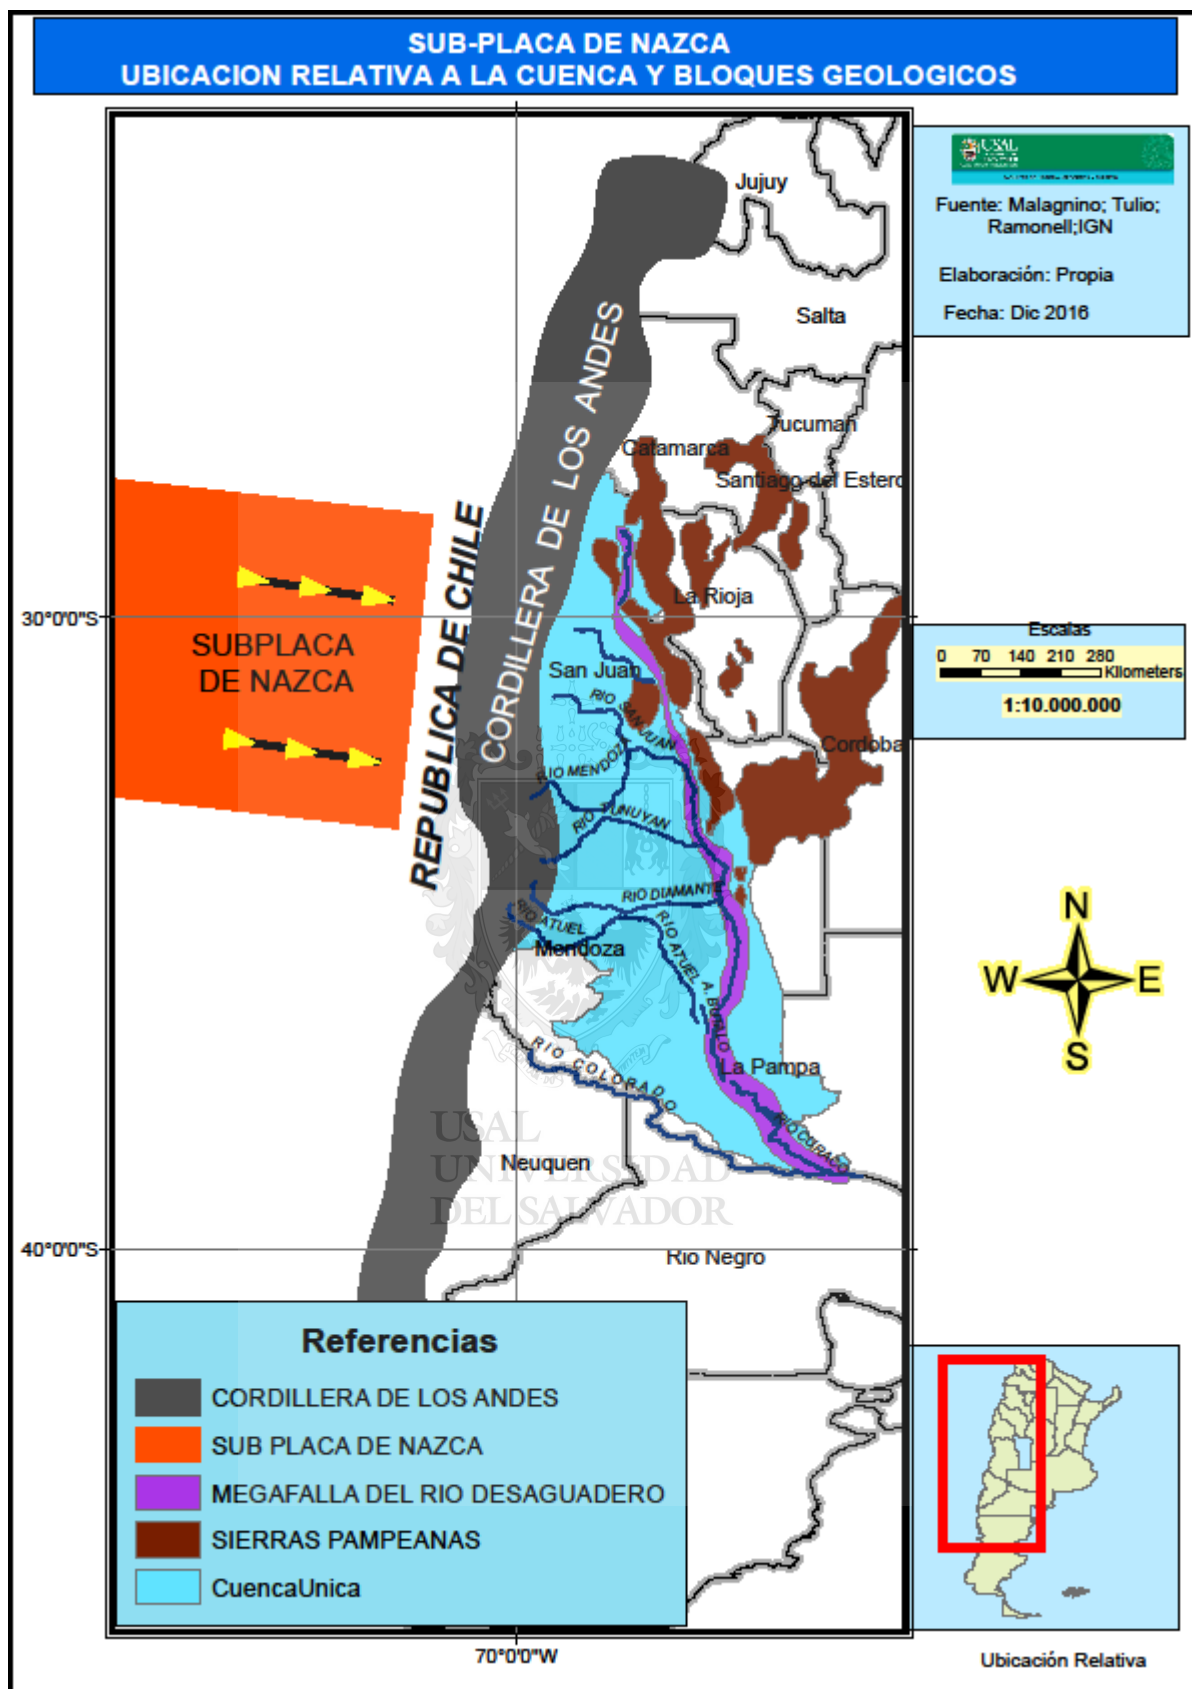 SUB-PLACA DE NAZCA
UBICACION RELATIVA A LA CUENCA Y BLOQUES GEOLOGICOS
USAL
Fuente: Malagnino; Tulio;
Ramonell;IGN
Elaboración: Propia
Fecha: Dic 2016
Jujuy
Salta
Tucuman
Catamarca
Santiago del Estero
CORDILLERA DE LOS ANDES
REPUBLICA DE CHILE
SUBPLACA
DE NAZCA
30°0'0"S
La Rioja
San Juan
Cordoba
RIO SAN JUAN
RIO MENDOZA
RIO TUNUYAN
RIO DIAMANTE
RIO ATUEL
RIO ATUEL A. BUTALO
Mendoza
La Pampa
RIO COLORADO
RIO CURACO
Neuquen
USAL
UNIVERSIDAD
DEL SALVADOR
40°0'0"S
Rio Negro
Escalas
0 70 140 210 280
Kilometers
1:10.000.000
N
W E
S
Referencias
CORDILLERA DE LOS ANDES
SUB PLACA DE NAZCA
MEGAFALLA DEL RIO DESAGUADERO
SIERRAS PAMPEANAS
CuencaUnica
70°0'0"W
Ubicación Relativa